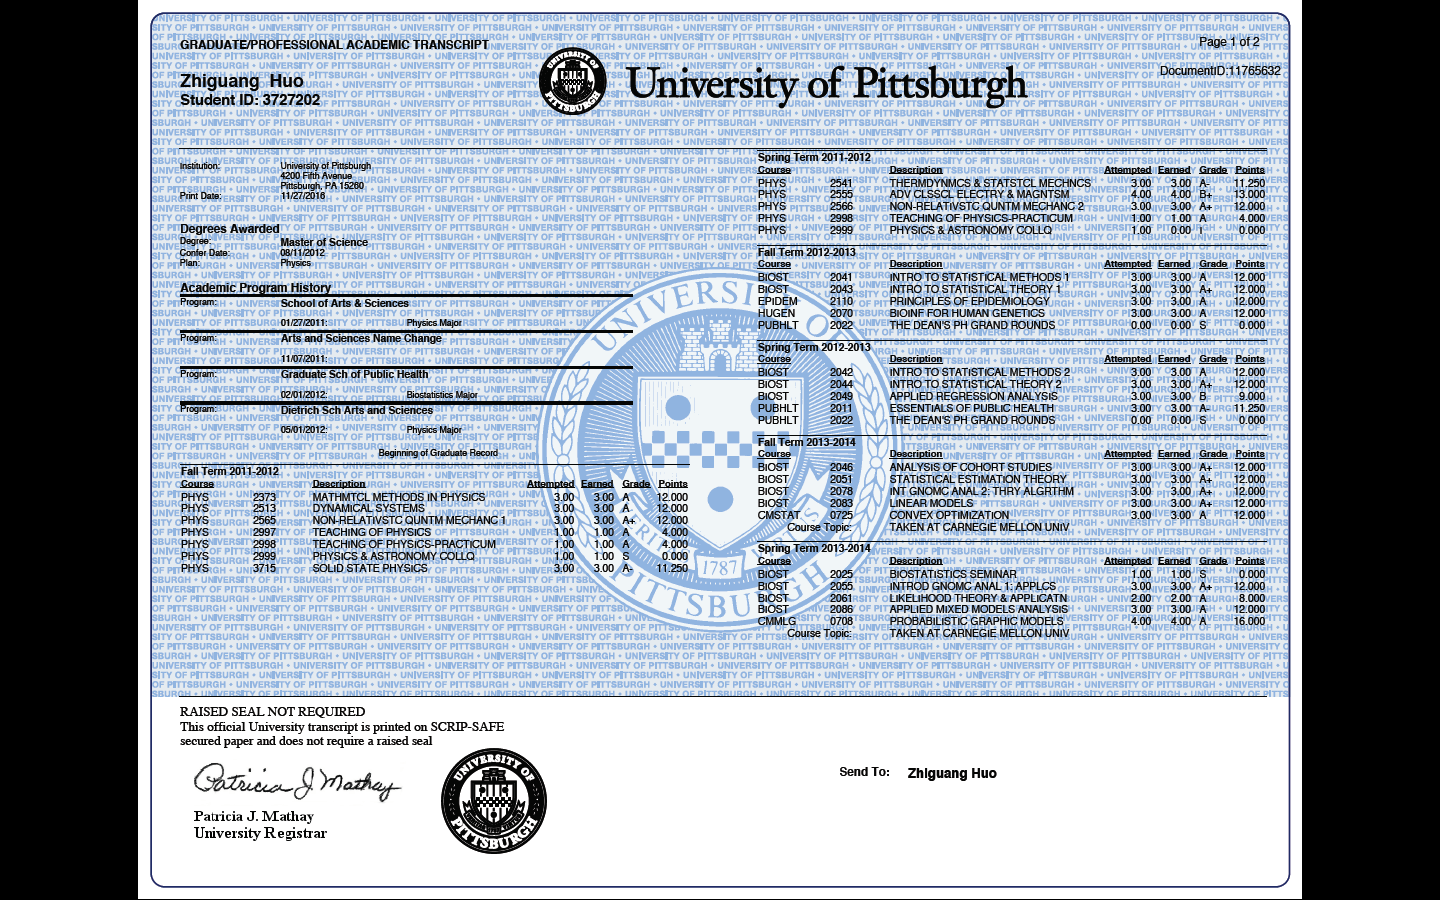 GRADUATE/PROFESSIONAL ACADEMIC TRANSCRIPT
Page 1 of 2
Zhiguang Huo
Student ID: 3727202
University of Pittsburgh
DocumentID:11765632
Institution: University of Pittsburgh
4200 Fifth Avenue
Pittsburgh, PA 15260
Print Date: 11/27/2016
Degrees Awarded
Degree: Master of Science
Confer Date: 08/11/2012
Plan: Physics
Academic Program History
Program: School of Arts & Sciences
01/27/2011: Physics Major
Program: Arts and Sciences Name Change
11/07/2011:
Program: Graduate Sch of Public Health
02/01/2012: Biostatistics Major
Program: Dietrich Sch Arts and Sciences
05/01/2012: Physics Major
Beginning of Graduate Record
Fall Term 2011-2012
Course Description Attempted Earned Grade Points
PHYS 2373 MATHMTCL METHODS IN PHYSICS 3.00 3.00 A 12.000
PHYS 2513 DYNAMICAL SYSTEMS 3.00 3.00 A 12.000
PHYS 2565 NON-RELATIVSTC QUNTM MECHANC 1 3.00 3.00 A+ 12.000
PHYS 2997 TEACHING OF PHYSICS 1.00 1.00 A 4.000
PHYS 2998 TEACHING OF PHYSICS-PRACTICUM 1.00 1.00 A 4.000
PHYS 2999 PHYSICS & ASTRONOMY COLLQ 1.00 1.00 S 0.000
PHYS 3715 SOLID STATE PHYSICS 3.00 3.00 A- 11.250
Spring Term 2011-2012
Course Description Attempted Earned Grade Points
PHYS 2541 THERMDYNMCS & STATSTCL MECHNCS 3.00 3.00 A- 11.250
PHYS 2555 ADV CLSSCL ELECTRY & MAGNTSM 4.00 4.00 B+ 13.000
PHYS 2566 NON-RELATIVSTC QUNTM MECHANC 2 3.00 3.00 A+ 12.000
PHYS 2998 TEACHING OF PHYSICS-PRACTICUM 1.00 1.00 A 4.000
PHYS 2999 PHYSICS & ASTRONOMY COLLQ 1.00 0.00 I 0.000
Fall Term 2012-2013
Course Description Attempted Earned Grade Points
BIOST 2041 INTRO TO STATISTICAL METHODS 1 3.00 3.00 A 12.000
BIOST 2043 INTRO TO STATISTICAL THEORY 1 3.00 3.00 A+ 12.000
EPIDEM 2110 PRINCIPLES OF EPIDEMIOLOGY 3.00 3.00 A 12.000
HUGEN 2070 BIOINF FOR HUMAN GENETICS 3.00 3.00 A 12.000
PUBHLT 2022 THE DEAN'S PH GRAND ROUNDS 0.00 0.00 S 0.000
Spring Term 2012-2013
Course Description Attempted Earned Grade Points
BIOST 2042 INTRO TO STATISTICAL METHODS 2 3.00 3.00 A 12.000
BIOST 2044 INTRO TO STATISTICAL THEORY 2 3.00 3.00 A+ 12.000
BIOST 2049 APPLIED REGRESSION ANALYSIS 3.00 3.00 B 9.000
PUBHLT 2011 ESSENTIALS OF PUBLIC HEALTH 3.00 3.00 A- 11.250
PUBHLT 2022 THE DEAN'S PH GRAND ROUNDS 0.00 0.00 S 0.000
Fall Term 2013-2014
Course Description Attempted Earned Grade Points
BIOST 2046 ANALYSIS OF COHORT STUDIES 3.00 3.00 A+ 12.000
BIOST 2051 STATISTICAL ESTIMATION THEORY 3.00 3.00 A 12.000
BIOST 2078 INT GNOMC ANAL 2: THRY ALGRTHM 3.00 3.00 A+ 12.000
BIOST 2083 LINEAR MODELS 3.00 3.00 A+ 12.000
CMSTAT 0725 CONVEX OPTIMIZATION 3.00 3.00 A 12.000
Course Topic: TAKEN AT CARNEGIE MELLON UNIV
Spring Term 2013-2014
Course Description Attempted Earned Grade Points
BIOST 2025 BIOSTATISTICS SEMINAR 1.00 1.00 S 0.000
BIOST 2055 INTROD GNOMC ANAL 1: APPLCS 3.00 3.00 A+ 12.000
BIOST 2061 LIKELIHOOD THEORY & APPLICATN 2.00 2.00 A 8.000
BIOST 2086 APPLIED MIXED MODELS ANALYSIS 3.00 3.00 A 12.000
CMMLG 0708 PROBABILISTIC GRAPHIC MODELS 4.00 4.00 A 16.000
Course Topic: TAKEN AT CARNEGIE MELLON UNIV
UNIVERSITY OF PITTSBURGH
1787
RAISED SEAL NOT REQUIRED
This official University transcript is printed on SCRIP-SAFE
secured paper and does not require a raised seal
Patricia J. Mathay
Patricia J. Mathay
University Registrar
UNIVERSITY OF PITTSBURGH
Send To: Zhiguang Huo